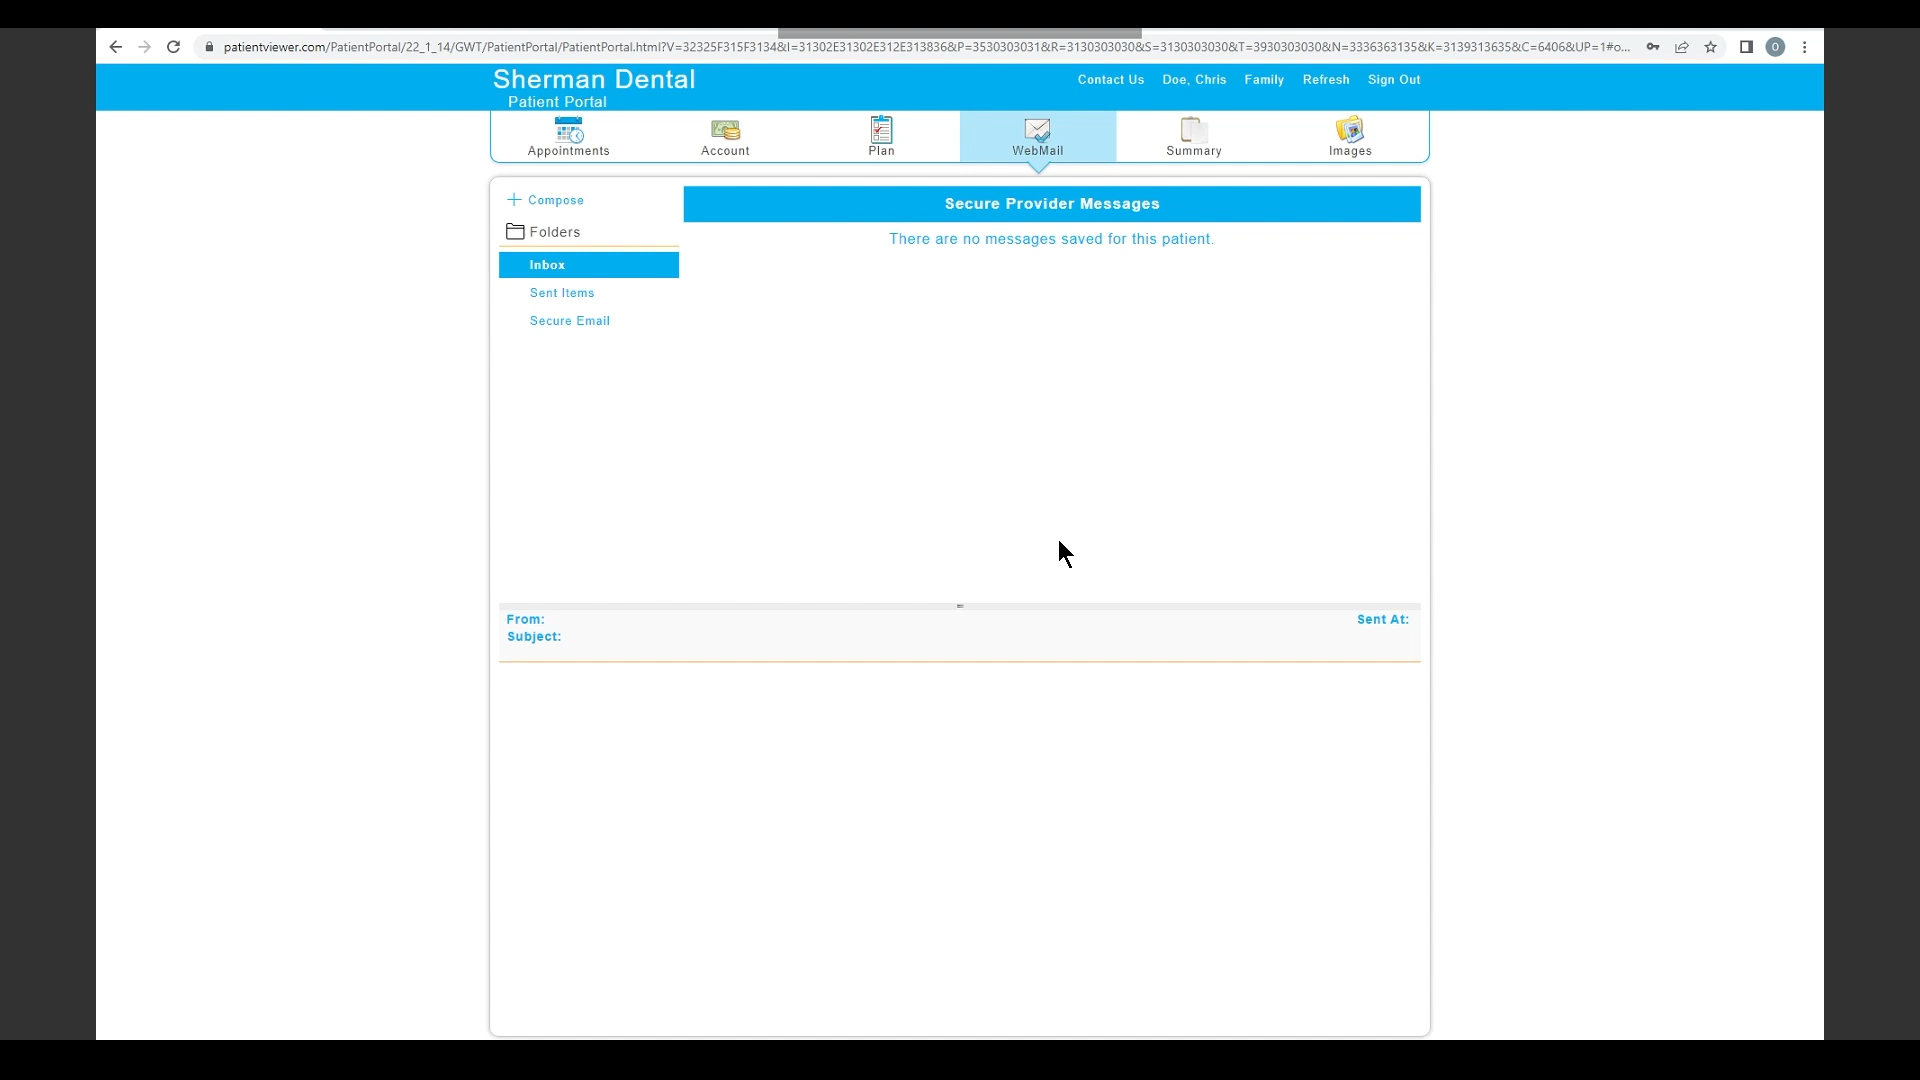 patientviewer.com/PatientPortal/22_1_14/GWT/PatientPortal/PatientPortal.html?V=32325F315F3134&I=31302E31302E312E313836&P=3530303031&R=3130303030&S=3130303030&T=3930303030&N=3336363135&K=3139313635&C=6406&UP=1#o...
O
Sherman Dental
Patient Portal
Contact Us Doe, Chris Family Refresh Sign Out
Appointments Account Plan WebMail Summary Images
Compose
Secure Provider Messages
Folders
There are no messages saved for this patient.
Inbox
Sent Items
Secure Email
From: Sent At:
Subject: